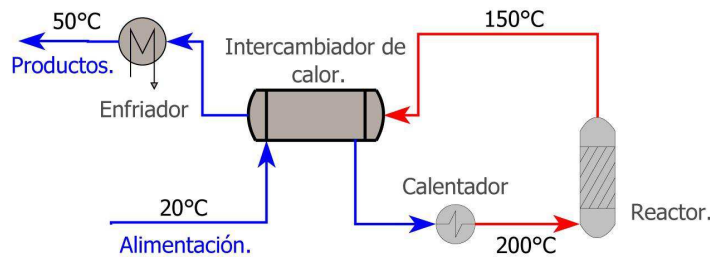 50°C
150°C
Productos.
Intercambiador de
calor.
Enfriador
20°C
Alimentación.
Calentador
200°C
Reactor.